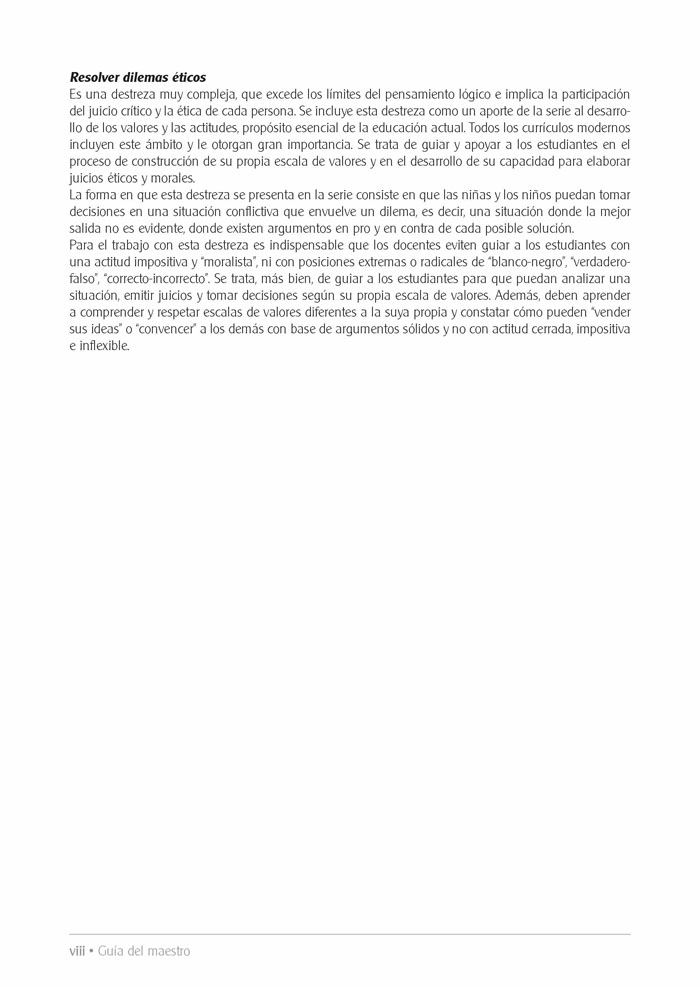 Resolver dilemas éticos
Es una destreza muy compleja, que excede los límites del pensamiento lógico e implica la participación
del juicio crítico y la ética de cada persona. Se incluye esta destreza como un aporte de la serie al desarro-
llo de los valores y las actitudes, propósito esencial de la educación actual. Todos los currículos modernos
incluyen este ámbito y le otorgan gran importancia. Se trata de guiar y apoyar a los estudiantes en el
proceso de construcción de su propia escala de valores y en el desarrollo de su capacidad para elaborar
juicios éticos y morales.
La forma en que esta destreza se presenta en la serie consiste en que las niñas y los niños puedan tomar
decisiones en una situación conflictiva que envuelve un dilema, es decir, una situación donde la mejor
salida no es evidente, donde existen argumentos en pro y en contra de cada posible solución.
Para el trabajo con esta destreza es indispensable que los docentes eviten guiar a los estudiantes con
una actitud impositiva y “moralista”, ni con posiciones extremas o radicales de “blanco-negro”, “verdadero-
falso”, “correcto-incorrecto”. Se trata, más bien, de guiar a los estudiantes para que puedan analizar una
situación, emitir juicios y tomar decisiones según su propia escala de valores. Además, deben aprender
a comprender y respetar escalas de valores diferentes a la suya propia y constatar cómo pueden “vender
sus ideas” o “convencer” a los demás con base de argumentos sólidos y no con actitud cerrada, impositiva
e inflexible.
viii • Guía del maestro